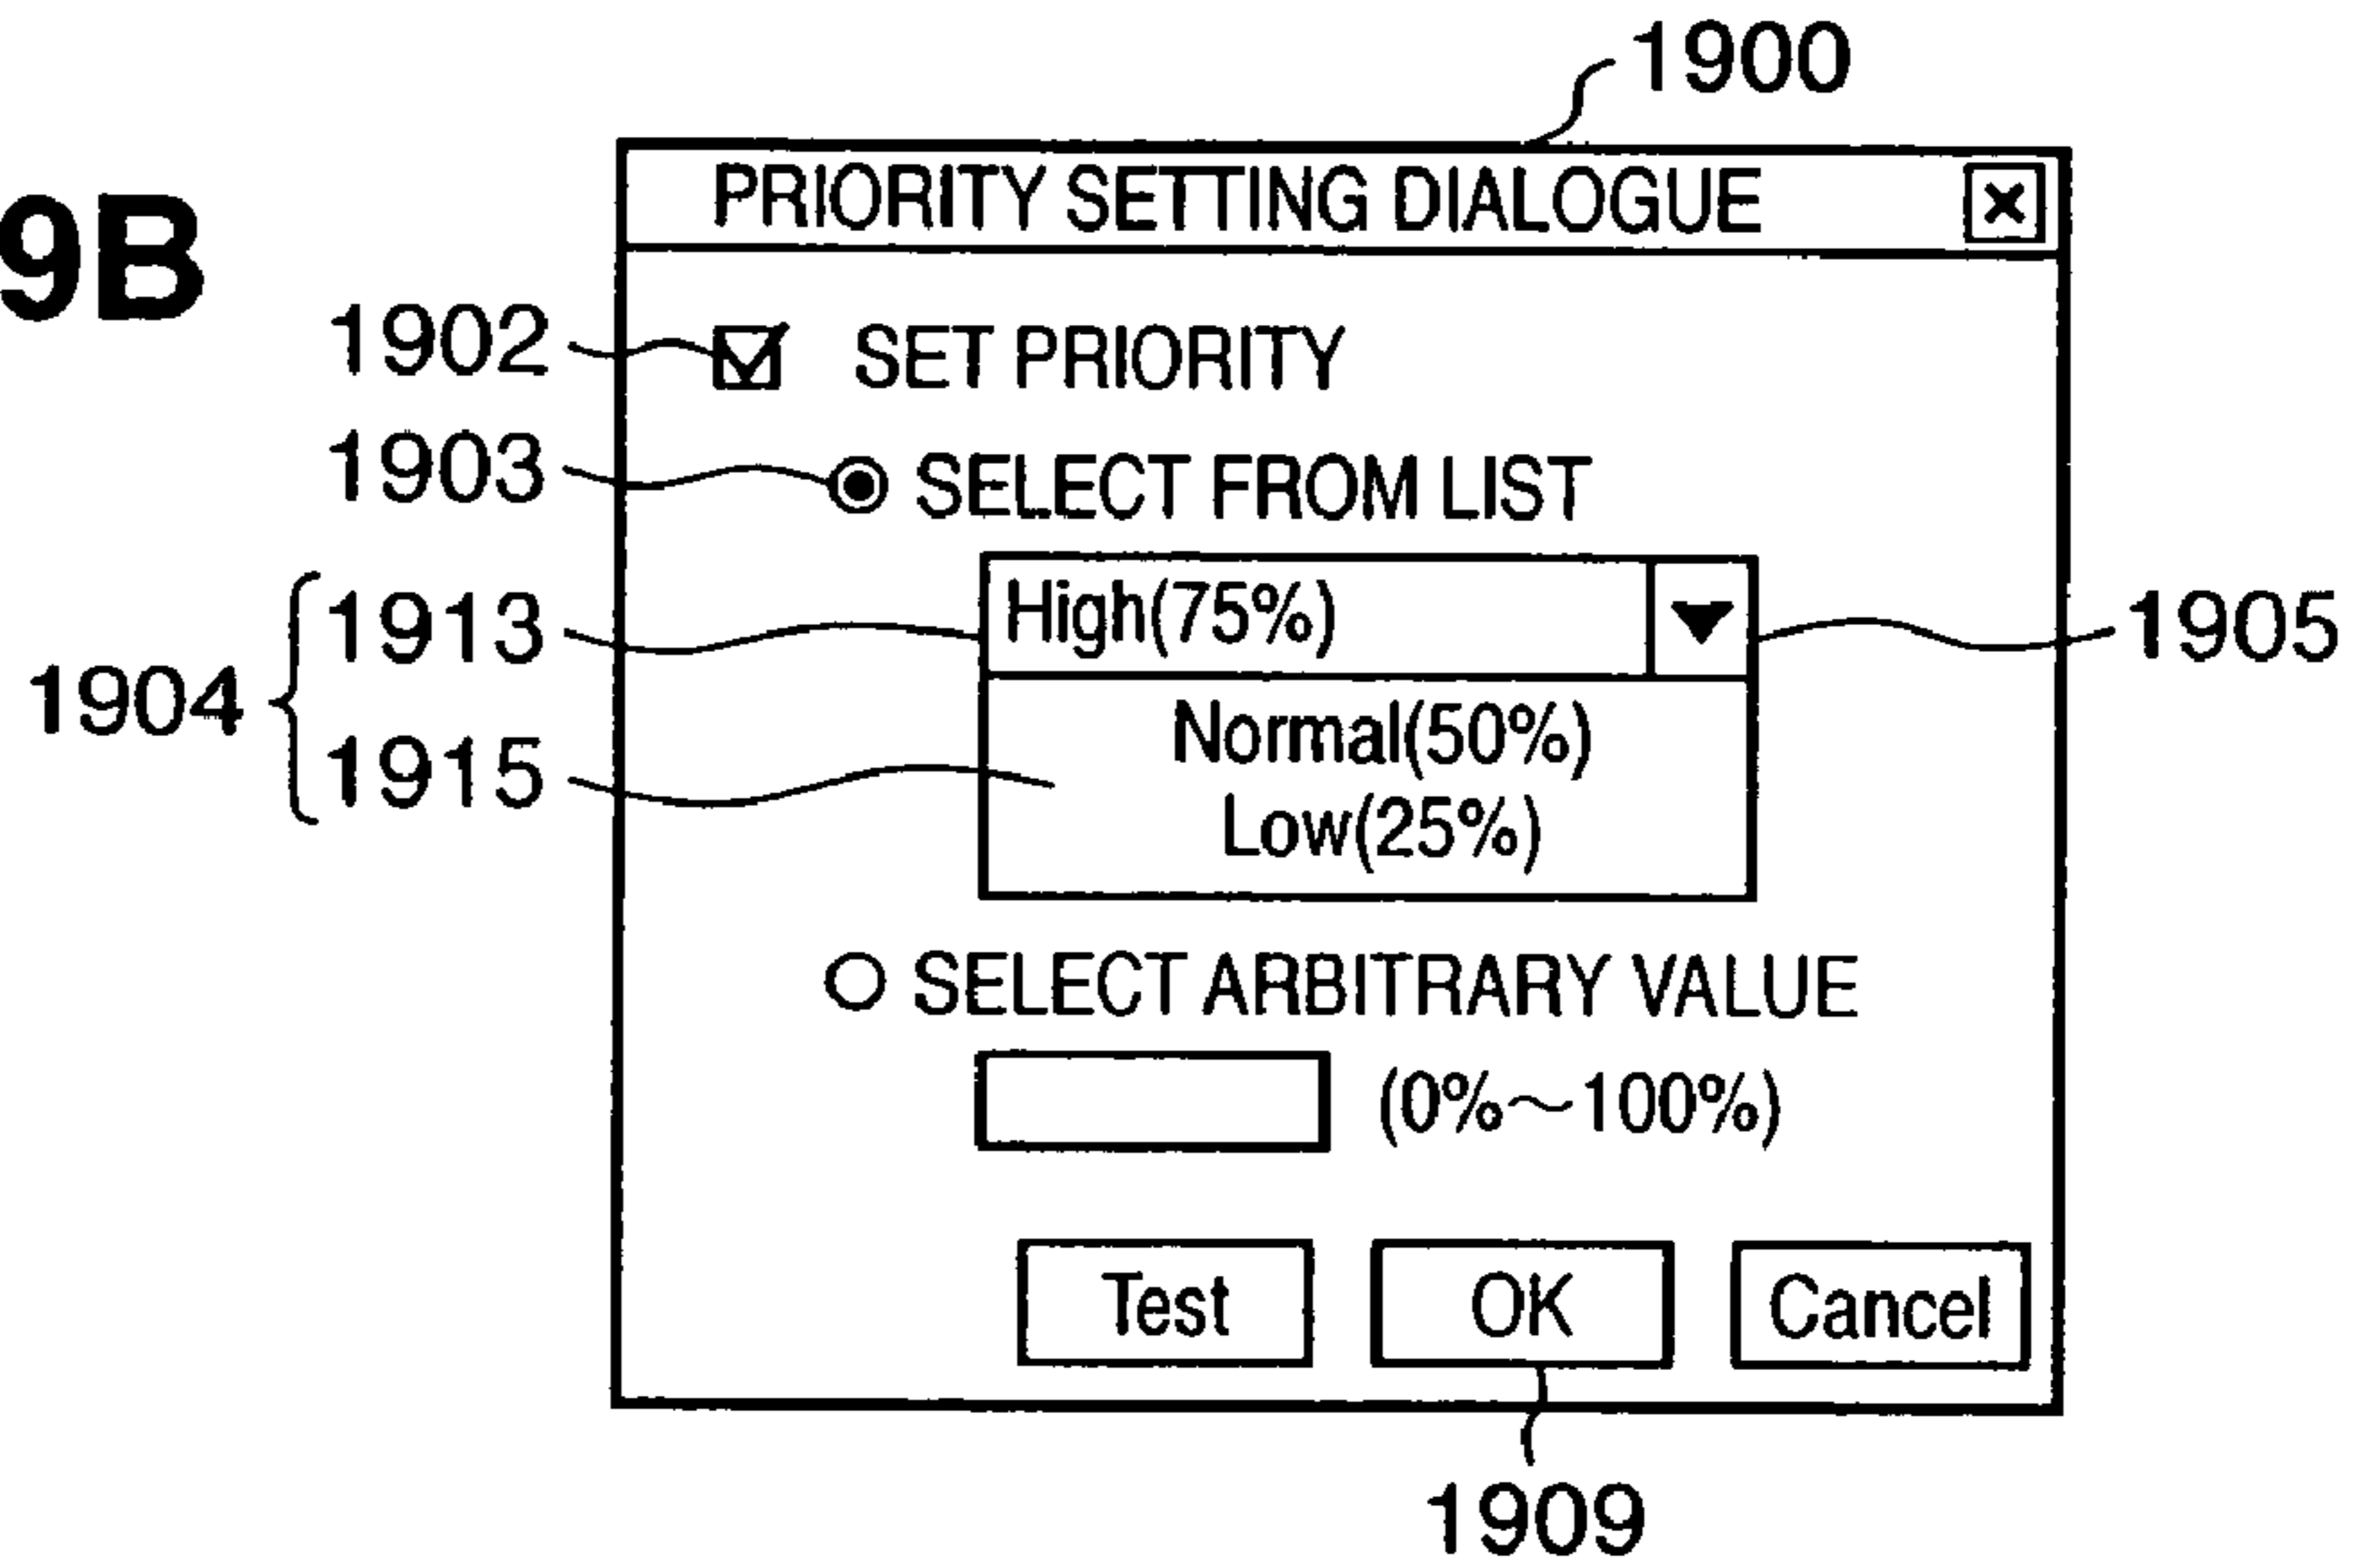 1900
9B
PRIORITY SETTING DIALOGUE
1902 SET PRIORITY
1903 SELECT FROM LIST
1913 High(75%) 1905
1904
Normal(50%)
1915
Low(25%)
SELECT ARBITRARY VALUE
(0%~100%)
Test OK Cancel
1909